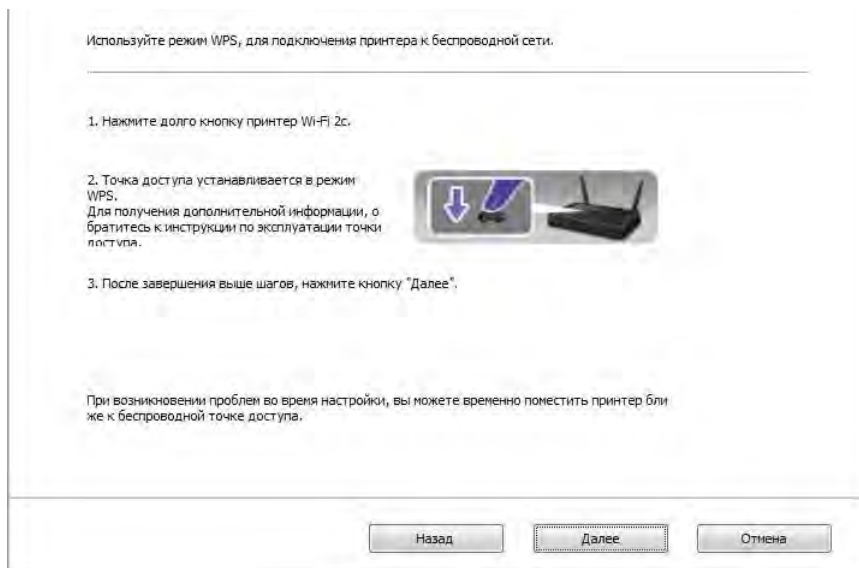 Используйте режим WPS, для подключения принтера к беспроводной сети.
1. Нажмите долго кнопку принтер Wi-Fi 2с.
2. Точка доступа устанавливается в режим
WPS.
Для получения дополнительной информации, о
братитесь к инструкции по эксплуатации точки
доступа.
3. После завершения выше шагов, нажмите кнопку "Далее".
При возникновении проблем во время настройки, вы можете временно поместить принтер бли
же к беспроводной точке доступа.
Назад Далее Отмена